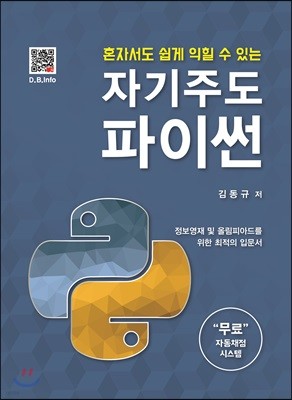 혼자서도 쉽게 익힐 수 있는
D.B.Info
자기주도
파이썬
김동규 저
정보영재 및 올림피아드를
위한 최적의 입문서
"무료"
자동채점
시스템